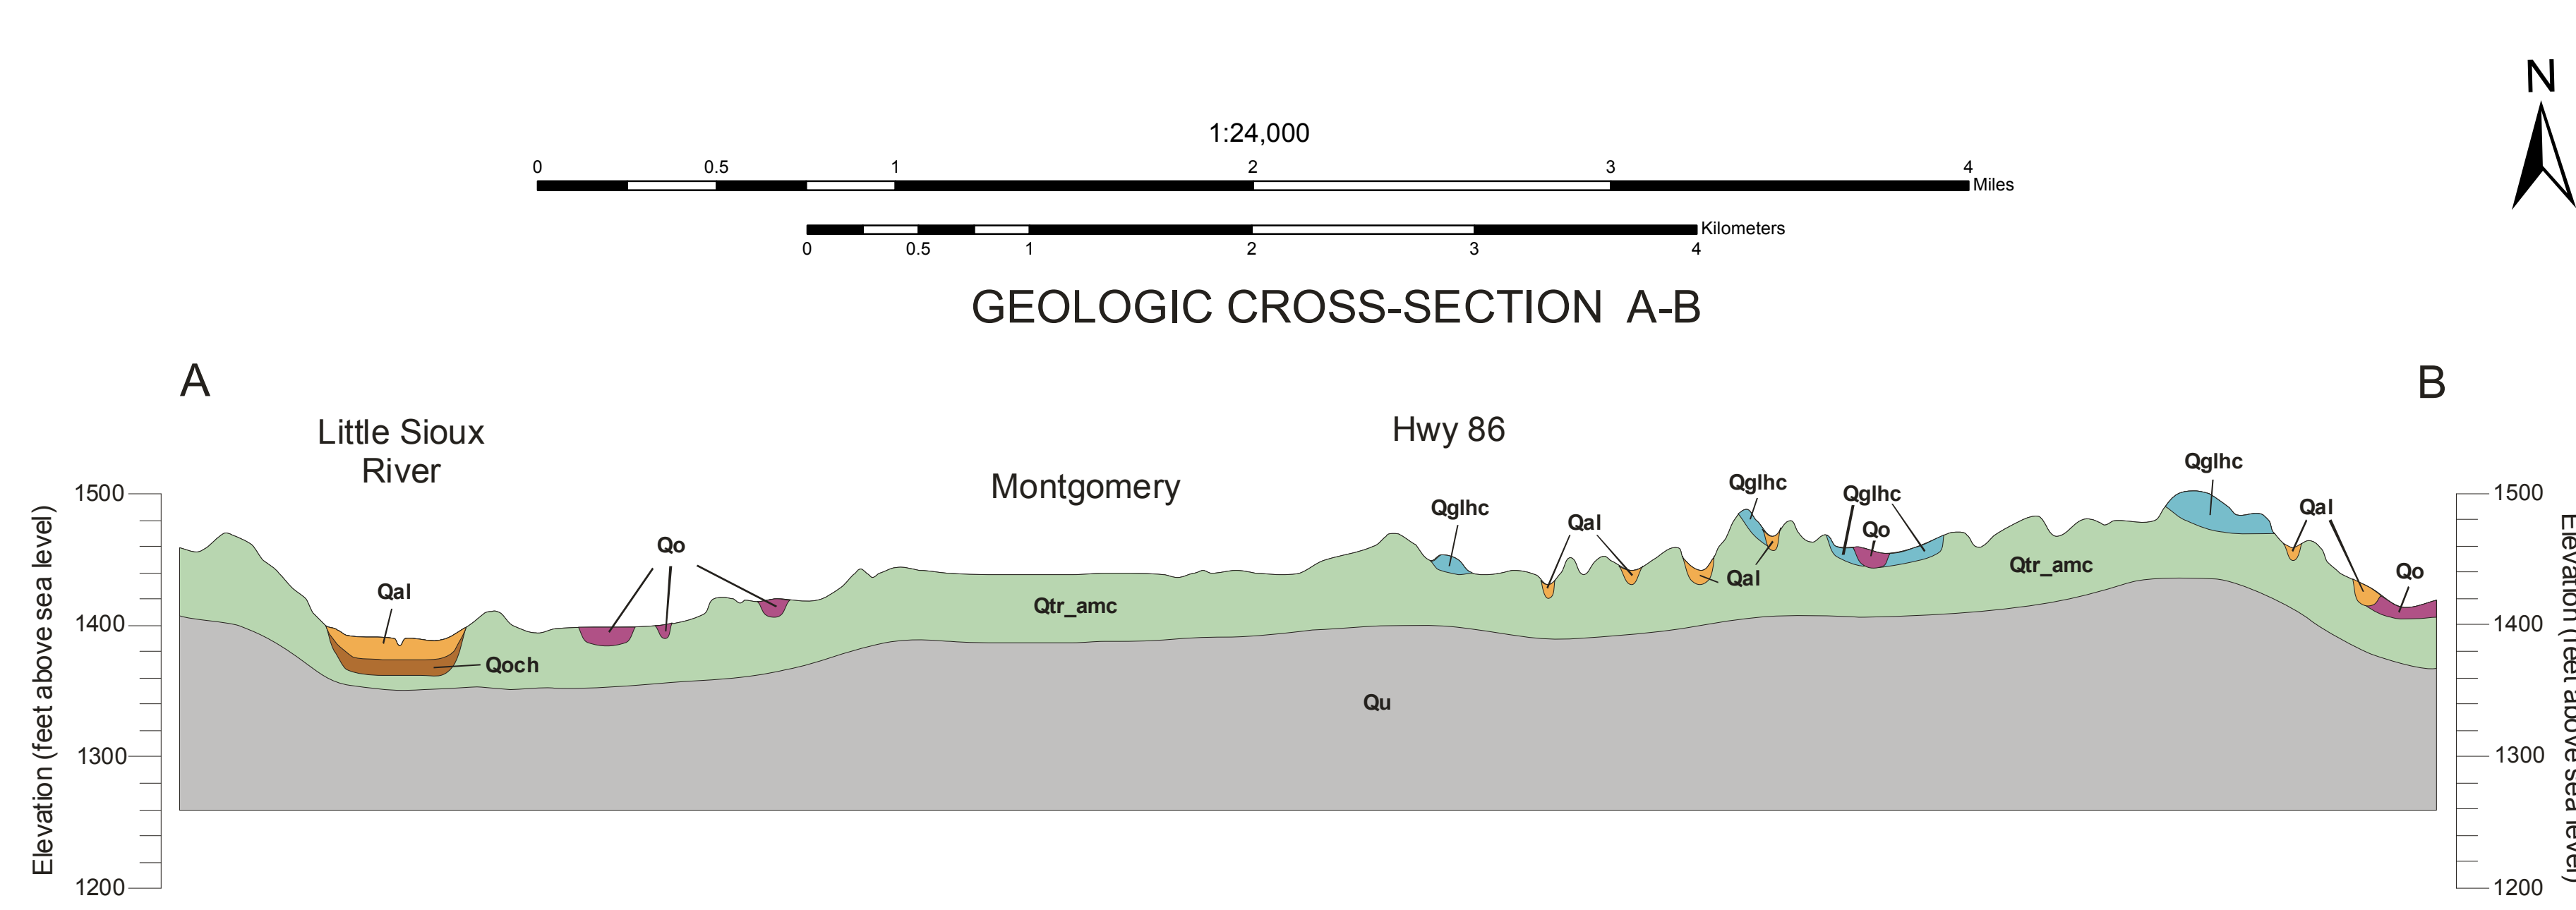 N
1:24,000
0 0.5 1 2 3 4
Miles
Kilometers
0 0.5 1 2 3 4
GEOLOGIC CROSS-SECTION A-B
A
B
Little Sioux
River
Hwy 86
Montgomery
Elevation (feet above sea level)
1500
1400
1300
1200
Qal
Qoch
Qo
Qtr_amc
Qglhc
Qal
Qglhc
Qal
Qglhc
Qo
Qtr_amc
Qglhc
Qal
Qo
Qu
1500
1400
1300
1200
Elevation (feet above sea level)